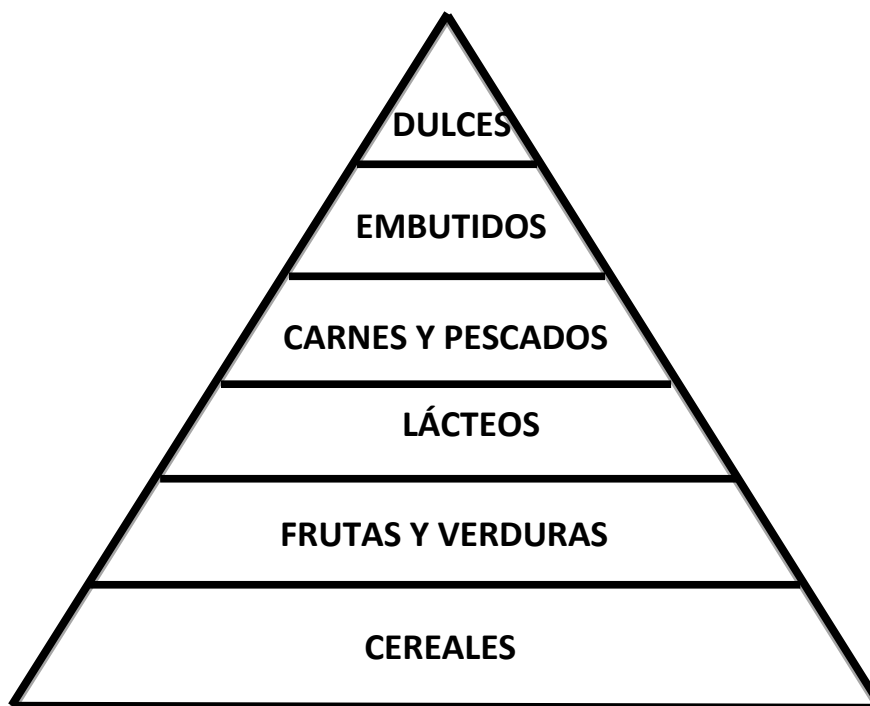 DULCES
EMBUTIDOS
CARNES Y PESCADOS
LÁCTEOS
FRUTAS Y VERDURAS
CEREALES